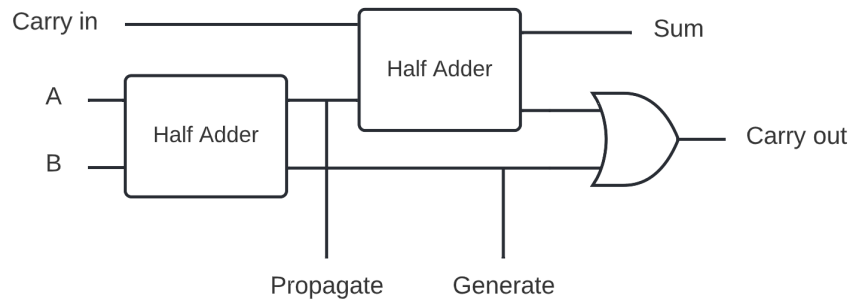 Carry in
Sum
Half Adder
A
Half Adder
B
Carry out
Propagate
Generate